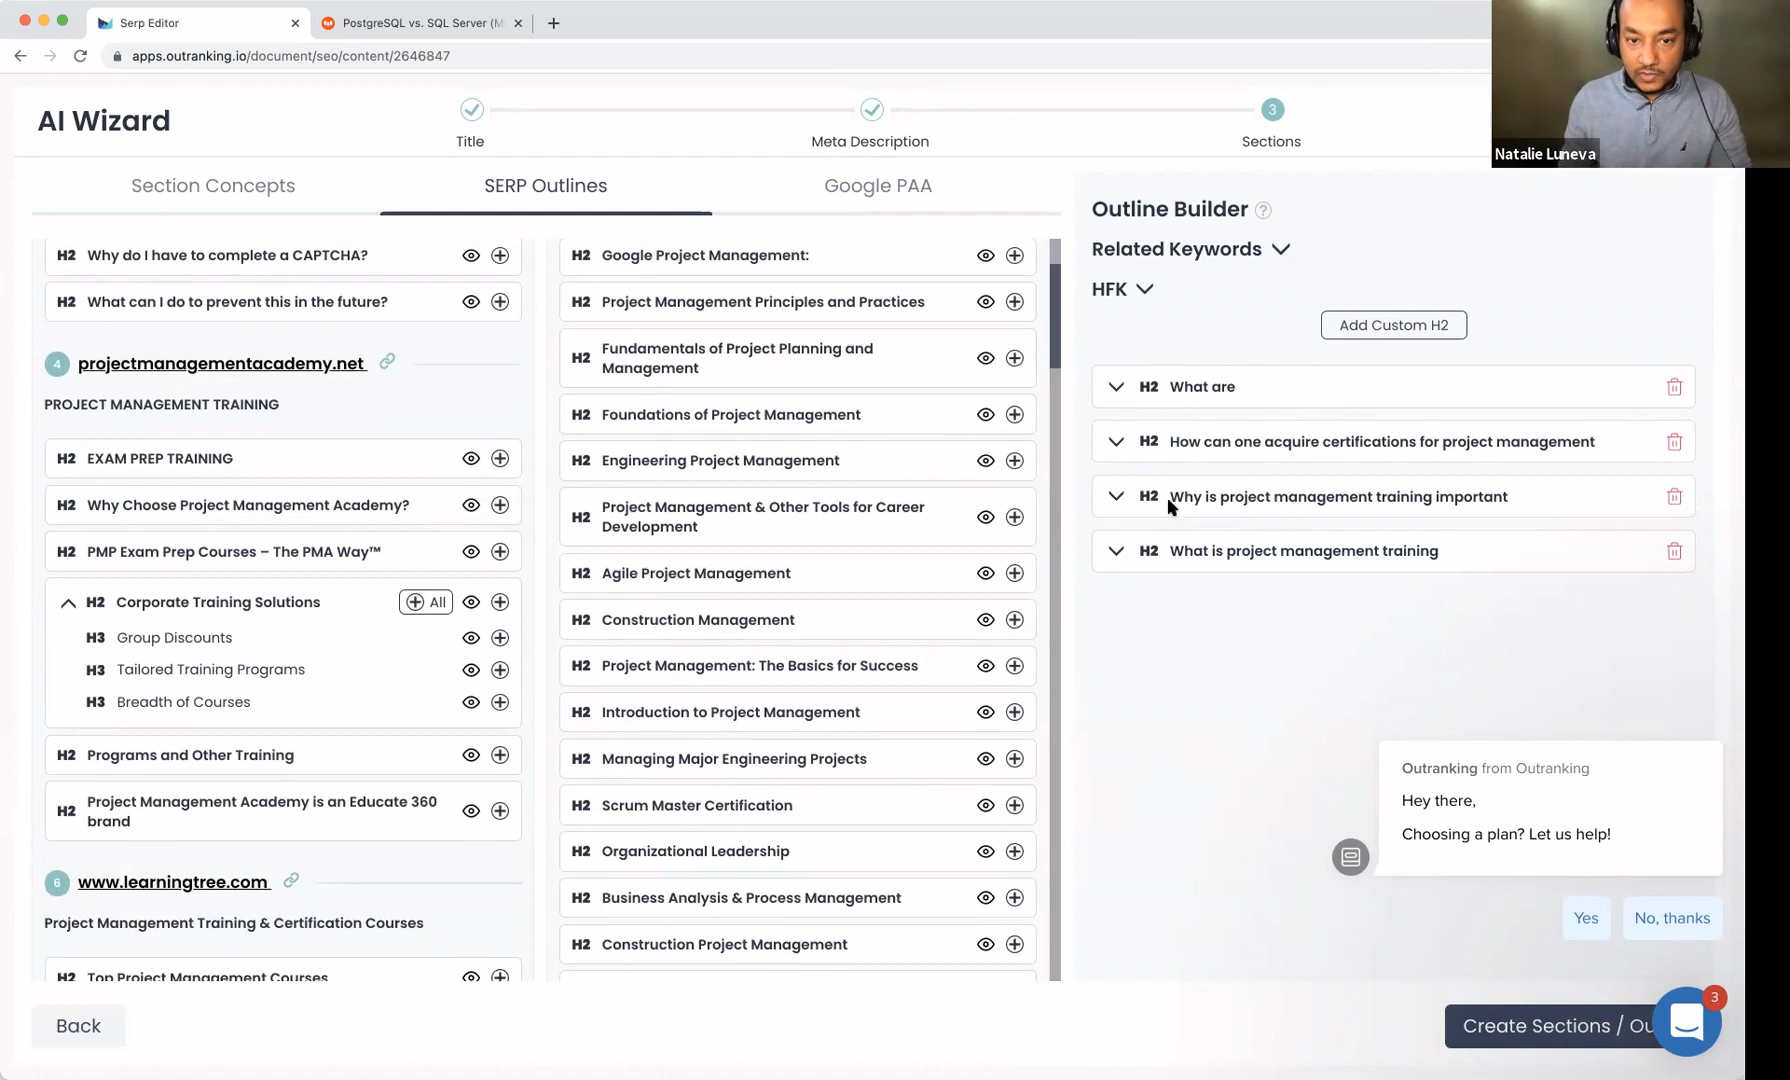 Serp Editor
PostgreSQL vs. SQL Server (M
apps.outranking.io/document/seo/content/2646847
Natalie Luneva
AI Wizard
Title
Meta Description
3
Sections
Section Concepts
SERP Outlines
Google PAA
H2 Why do I have to complete a CAPTCHA?
H2 What can I do to prevent this in the future?
4 projectmanagementacademy.net
PROJECT MANAGEMENT TRAINING
H2 EXAM PREP TRAINING
H2 Why Choose Project Management Academy?
H2 PMP Exam Prep Courses – The PMA Way™
H2 Corporate Training Solutions All
H3 Group Discounts
H3 Tailored Training Programs
H3 Breadth of Courses
H2 Programs and Other Training
H2 Project Management Academy is an Educate 360
brand
6 www.learningtree.com
Project Management Training & Certification Courses
H2 Top Project Management Courses
H2 Google Project Management:
H2 Project Management Principles and Practices
H2 Fundamentals of Project Planning and
Management
H2 Foundations of Project Management
H2 Engineering Project Management
H2 Project Management & Other Tools for Career
Development
H2 Agile Project Management
H2 Construction Management
H2 Project Management: The Basics for Success
H2 Introduction to Project Management
H2 Managing Major Engineering Projects
H2 Scrum Master Certification
H2 Organizational Leadership
H2 Business Analysis & Process Management
H2 Construction Project Management
Outline Builder ?
Related Keywords
HFK
Add Custom H2
H2 What are
H2 How can one acquire certifications for project management
H2 Why is project management training important
H2 What is project management training
Outranking from Outranking
Hey there,
Choosing a plan? Let us help!
Yes
No, thanks
Back
Create Sections / Ou
3